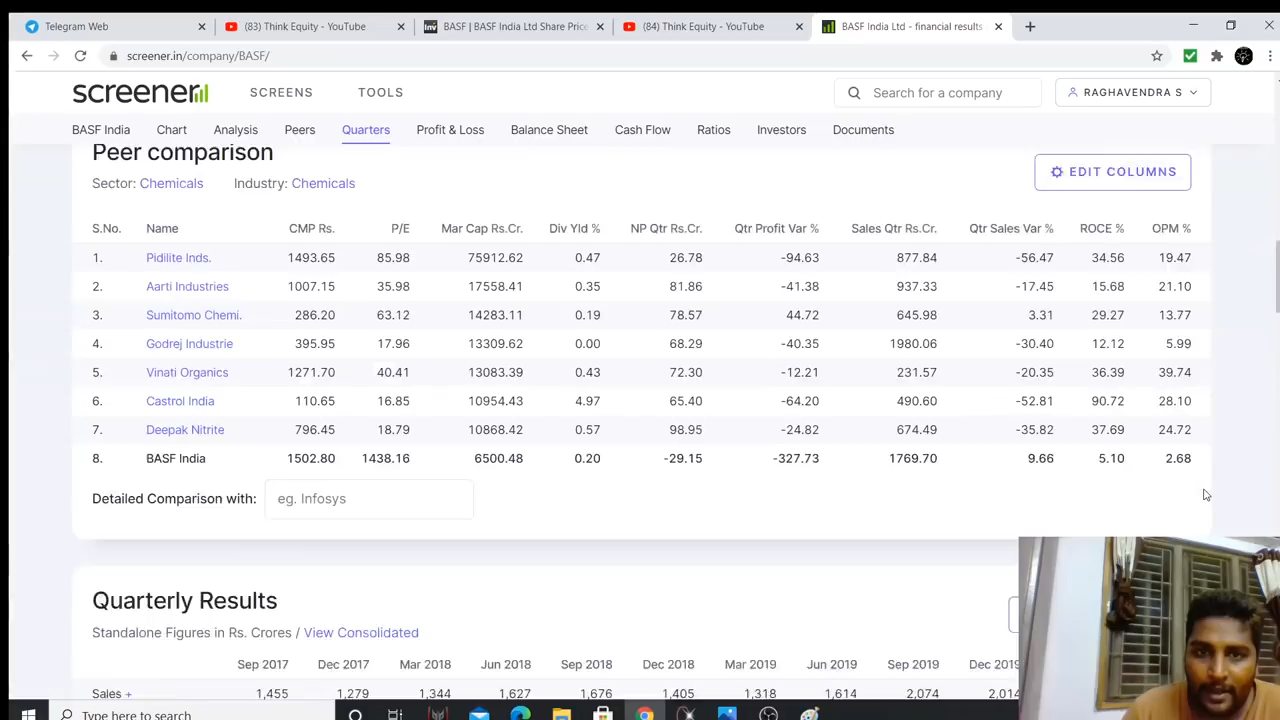 Telegram Web
(83) Think Equity - YouTube
BASF | BASF India Ltd Share Price
(84) Think Equity - YouTube
BASF India Ltd - financial results
screener.in/company/BASF/
screener
SCREENS
TOOLS
Search for a company
RAGHAVENDRA S
BASF India Chart Analysis Peers Quarters Profit & Loss Balance Sheet Cash Flow Ratios Investors Documents
Peer comparison
Sector: Chemicals Industry: Chemicals
EDIT COLUMNS
S.No. Name CMP Rs. P/E Mar Cap Rs.Cr. Div Yld % NP Qtr Rs.Cr. Qtr Profit Var % Sales Qtr Rs.Cr. Qtr Sales Var % ROCE % OPM %
1. Pidilite Inds. 1493.65 85.98 75912.62 0.47 26.78 -94.63 877.84 -56.47 34.56 19.47
2. Aarti Industries 1007.15 35.98 17558.41 0.35 81.86 -41.38 937.33 -17.45 15.68 21.10
3. Sumitomo Chemi. 286.20 63.12 14283.11 0.19 78.57 44.72 645.98 3.31 29.27 13.77
4. Godrej Industrie 395.95 17.96 13309.62 0.00 68.29 -40.35 1980.06 -30.40 12.12 5.99
5. Vinati Organics 1271.70 40.41 13083.39 0.43 72.30 -12.21 231.57 -20.35 36.39 39.74
6. Castrol India 110.65 16.85 10954.43 4.97 65.40 -64.20 490.60 -52.81 90.72 28.10
7. Deepak Nitrite 796.45 18.79 10868.42 0.57 98.95 -24.82 674.49 -35.82 37.69 24.72
8. BASF India 1502.80 1438.16 6500.48 0.20 -29.15 -327.73 1769.70 9.66 5.10 2.68
Detailed Comparison with: eg. Infosys
Quarterly Results
Standalone Figures in Rs. Crores / View Consolidated
Sep 2017 Dec 2017 Mar 2018 Jun 2018 Sep 2018 Dec 2018 Mar 2019 Jun 2019 Sep 2019 Dec 2019
Sales + 1,455 1,279 1,344 1,627 1,676 1,405 1,318 1,614 2,074 2,014
Type here to search